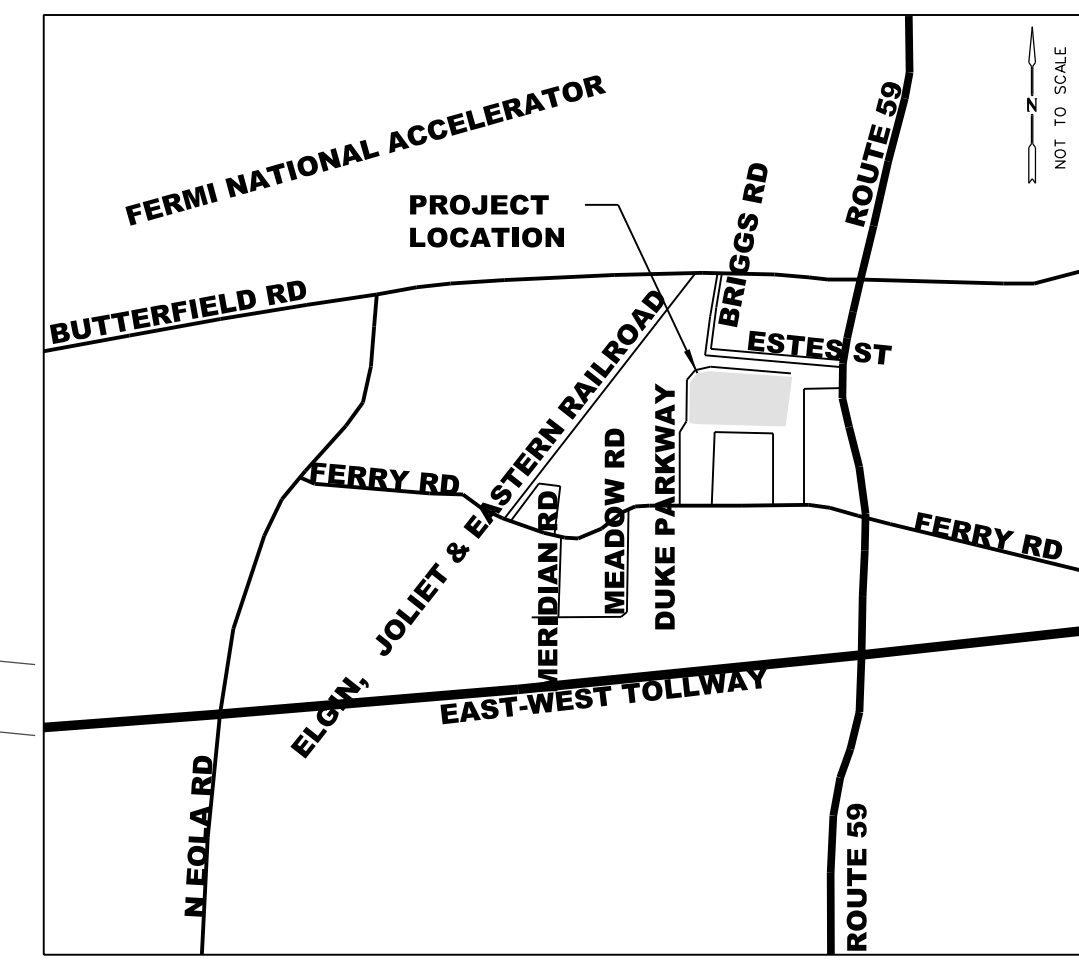 FERMI NATIONAL ACCELERATOR
ROUTE 59
N
NOT TO SCALE
PROJECT
LOCATION
BRIGGS RD
BUTTERFIELD RD
ESTES ST
ELGIN, JOLIET & EASTERN RAILROAD
FERRY RD
MERIDIAN RD
MEADOW RD
DUKE PARKWAY
FERRY RD
EAST-WEST TOLLWAY
N EOLA RD
ROUTE 59